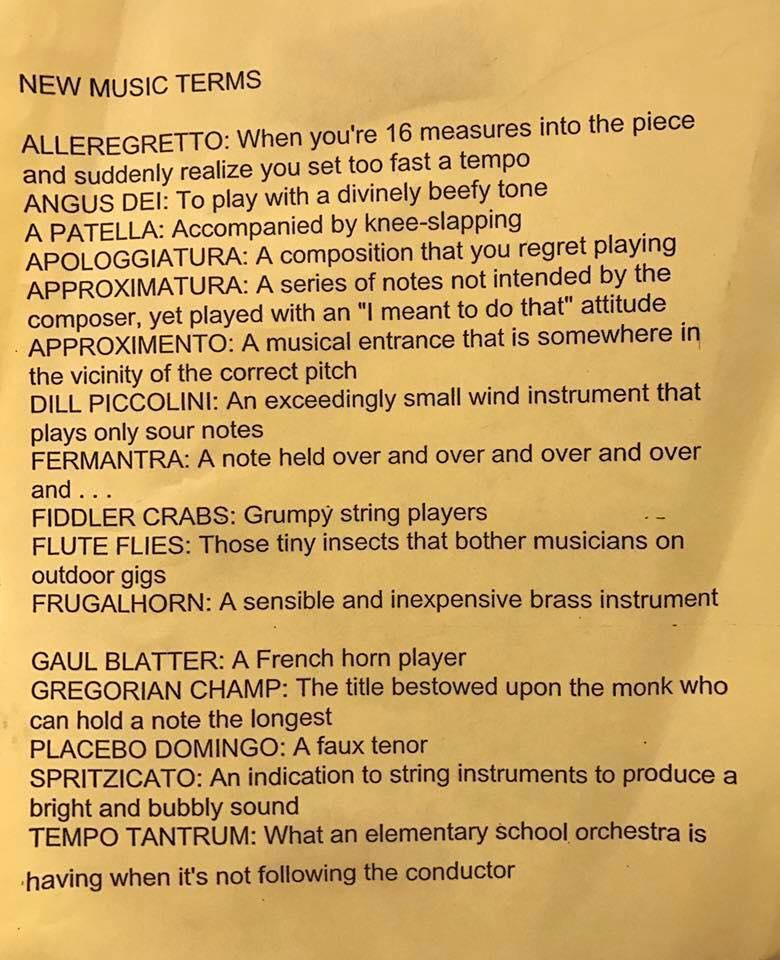 NEW MUSIC TERMS
ALLEREGRETTO: When you're 16 measures into the piece
and suddenly realize you set too fast a tempo
ANGUS DEI: To play with a divinely beefy tone
A PATELLA: Accompanied by knee-slapping
APOLOGGIATURA: A composition that you regret playing
APPROXIMATURA: A series of notes not intended by the
composer, yet played with an "I meant to do that" attitude
APPROXIMENTO: A musical entrance that is somewhere in
the vicinity of the correct pitch
DILL PICCOLINI: An exceedingly small wind instrument that
plays only sour notes
FERMANTRA: A note held over and over and over and over
and . . .
FIDDLER CRABS: Grumpy string players
FLUTE FLIES: Those tiny insects that bother musicians on
outdoor gigs
FRUGALHORN: A sensible and inexpensive brass instrument
GAUL BLATTER: A French horn player
GREGORIAN CHAMP: The title bestowed upon the monk who
can hold a note the longest
PLACEBO DOMINGO: A faux tenor
SPRITZICATO: An indication to string instruments to produce a
bright and bubbly sound
TEMPO TANTRUM: What an elementary school orchestra is
having when it's not following the conductor